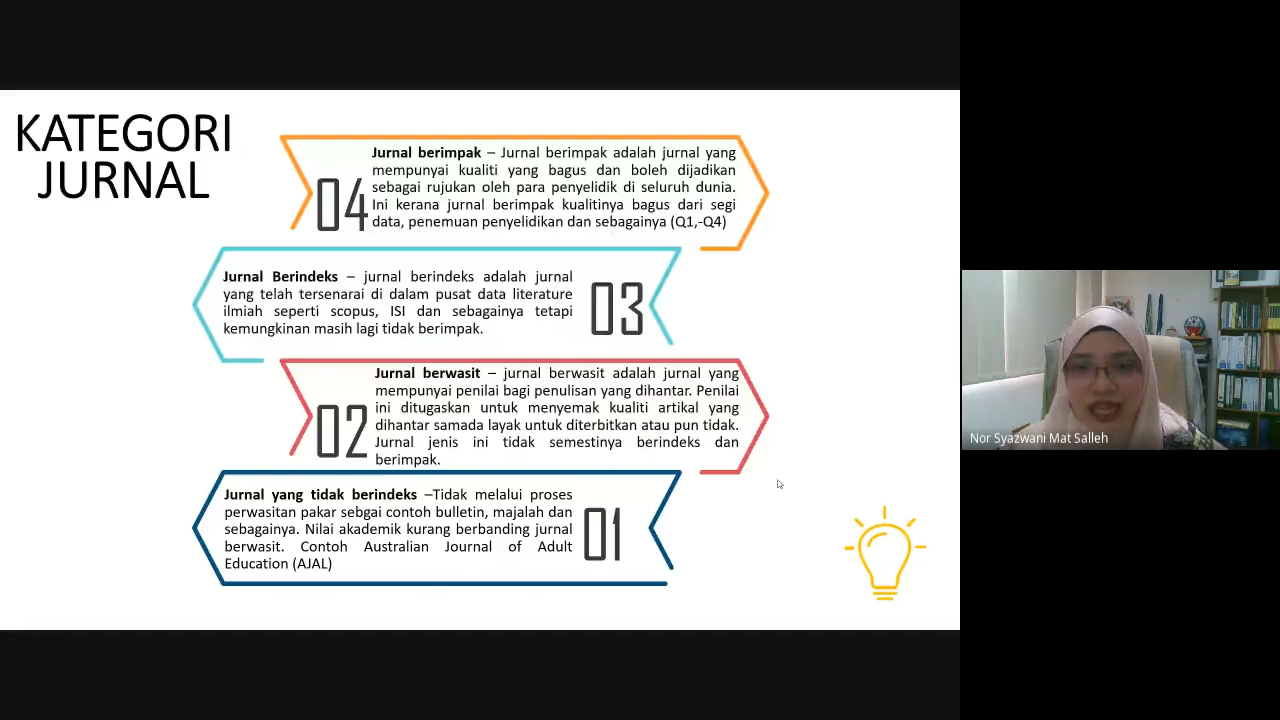 KATEGORI
JURNAL
Jurnal berimpak – Jurnal berimpak adalah jurnal yang
mempunyai kualiti yang bagus dan boleh dijadikan
sebagai rujukan oleh para penyelidik di seluruh dunia.
Ini kerana jurnal berimpak kualitinya bagus dari segi
data, penemuan penyelidikan dan sebagainya (Q1,-Q4)
04
Jurnal Berindeks – jurnal berindeks adalah jurnal
yang telah tersenarai di dalam pusat data literature
ilmiah seperti scopus, ISI dan sebagainya tetapi
kemungkinan masih lagi tidak berimpak.
03
Jurnal berwasit – jurnal berwasit adalah jurnal yang
mempunyai penilai bagi penulisan yang dihantar. Penilai
ini ditugaskan untuk menyemak kualiti artikal yang
dihantar samada layak untuk diterbitkan atau pun tidak.
Jurnal jenis ini tidak semestinya berindeks dan
berimpak.
02
Jurnal yang tidak berindeks –Tidak melalui proses
perwasitan pakar sebgai contoh bulletin, majalah dan
sebagainya. Nilai akademik kurang berbanding jurnal
berwasit. Contoh Australian Journal of Adult
Education (AJAL)
01
Nor Syazwani Mat Salleh